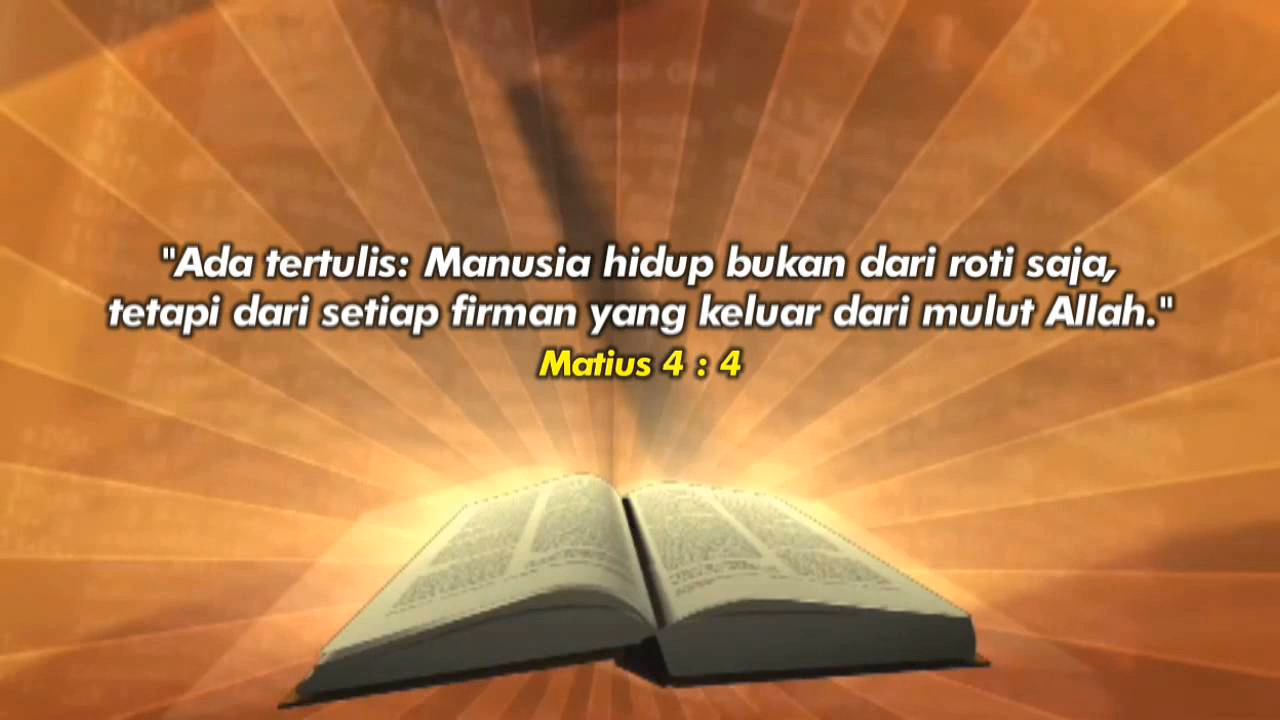 "Ada tertulis: Manusia hidup bukan dari roti saja,
tetapi dari setiap firman yang keluar dari mulut Allah."
Matius 4 : 4